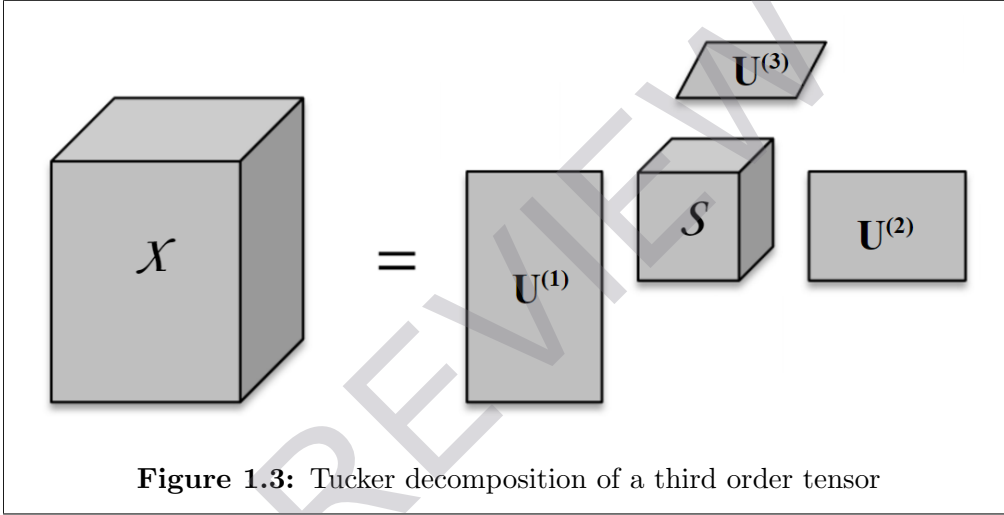 U(3)
X = U(1) S U(2)
REVIEW
Figure 1.3: Tucker decomposition of a third order tensor